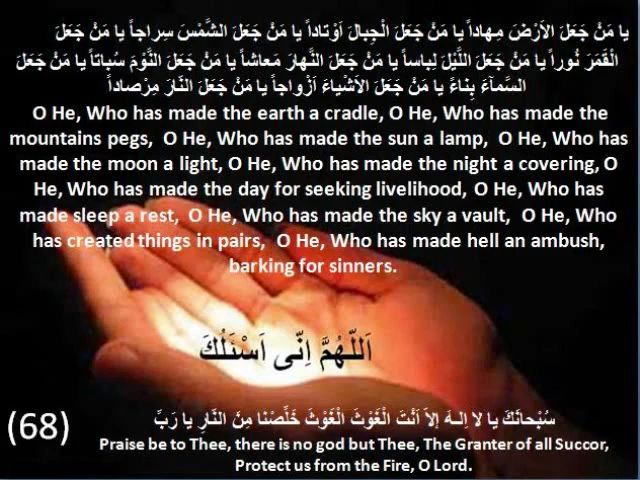 يا مَنْ جَعَلَ الاَرْضَ مِهاداً يا مَنْ جَعَلَ الْجِبالَ اَوْتاداً يا مَنْ جَعَلَ الشَّمْسَ سِراجاً يا مَنْ جَعَلَ
الْقَمَرَ نُوراً يا مَنْ جَعَلَ اللَّيْلَ لِباساً يا مَنْ جَعَلَ النَّهارَ مَعاشاً يا مَنْ جَعَلَ النَّوْمَ سُباتاً يا مَنْ جَعَلَ
السَّمآءَ بِناءً يا مَنْ جَعَلَ الاَشْياءَ اَزْواجاً يا مَنْ جَعَلَ النّارَ مِرْصاداً
O He, Who has made the earth a cradle, O He, Who has made the
mountains pegs, O He, Who has made the sun a lamp, O He, Who has
made the moon a light, O He, Who has made the night a covering, O
He, Who has made the day for seeking livelihood, O He, Who has
made sleep a rest, O He, Who has made the sky a vault, O He, Who
has created things in pairs, O He, Who has made hell an ambush,
barking for sinners.
اَللّهُمَّ اِنّى اَسْئَلُكَ
سُبْحانَكَ يا لا اِلـهَ اِلاّ اَنْتَ الْغَوْثَ الْغَوْثَ خَلِّصْنا مِنَ النّارِ يا رَبِّ
(68)
Praise be to Thee, there is no god but Thee, The Granter of all Succor,
Protect us from the Fire, O Lord.